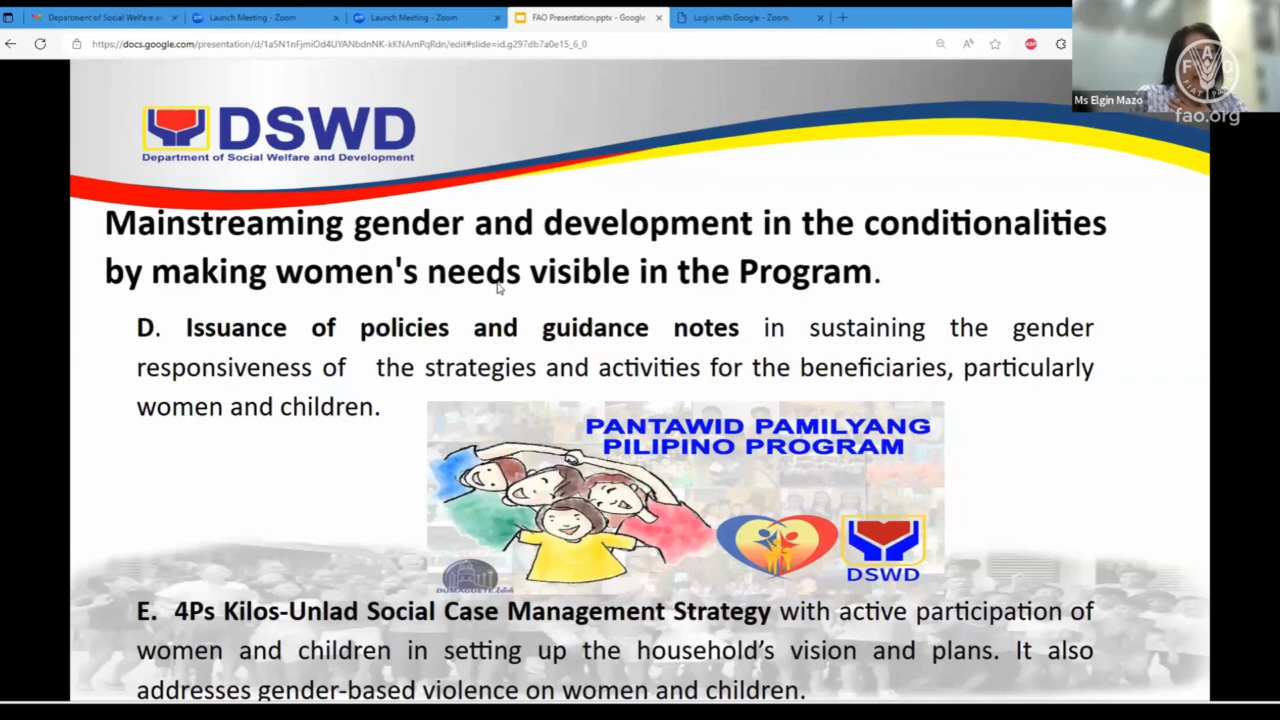 Department of Social Welfare an
Launch Meeting - Zoom
Launch Meeting - Zoom
FAO Presentation.pptx - Google
Login with Google - Zoom
https://docs.google.com/presentation/d/1a5N1nFjmiOd4UYANbdnNK-kKNAmPqRdn/edit#slide=id.g297db7a0e15_6_0
ABP
Ms Elgin Mazo
F A O
FIAT PA
fao.org
DSWD
Department of Social Welfare and Development
Mainstreaming gender and development in the conditionalities
by making women's needs visible in the Program.
D. Issuance of policies and guidance notes in sustaining the gender
responsiveness of the strategies and activities for the beneficiaries, particularly
women and children.
PANTAWID PAMILYANG
PILIPINO PROGRAM
DSWD
DUMAGUETE.com
E. 4Ps Kilos-Unlad Social Case Management Strategy with active participation of
women and children in setting up the household's vision and plans. It also
addresses gender-based violence on women and children.